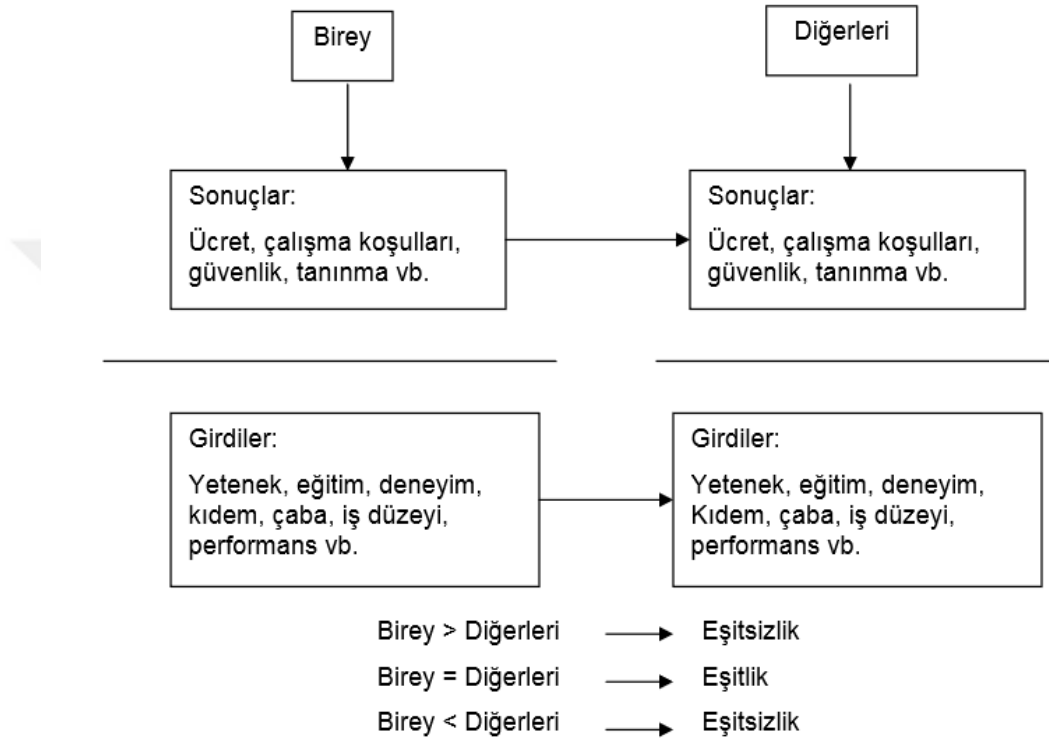 Birey
Diğerleri
Sonuçlar:
Ücret, çalışma koşulları,
güvenlik, tanınma vb.
Sonuçlar:
Ücret, çalışma koşulları,
güvenlik, tanınma vb.
Girdiler:
Yetenek, eğitim, deneyim,
kıdem, çaba, iş düzeyi,
performans vb.
Girdiler:
Yetenek, eğitim, deneyim,
Kıdem, çaba, iş düzeyi,
performans vb.
Birey > Diğerleri → Eşitsizlik
Birey = Diğerleri → Eşitlik
Birey < Diğerleri → Eşitsizlik